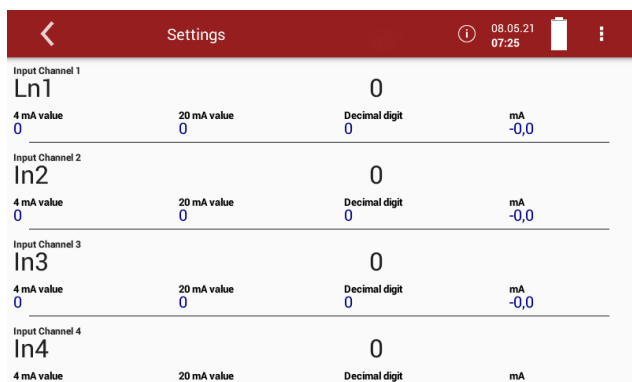 Settings
08.05.21
07:25
Input Channel 1
Ln1 0
4 mA value 20 mA value Decimal digit mA
0 0 0 -0,0
Input Channel 2
In2 0
4 mA value 20 mA value Decimal digit mA
0 0 0 -0,0
Input Channel 3
In3 0
4 mA value 20 mA value Decimal digit mA
0 0 0 -0,0
Input Channel 4
In4 0
4 mA value 20 mA value Decimal digit mA